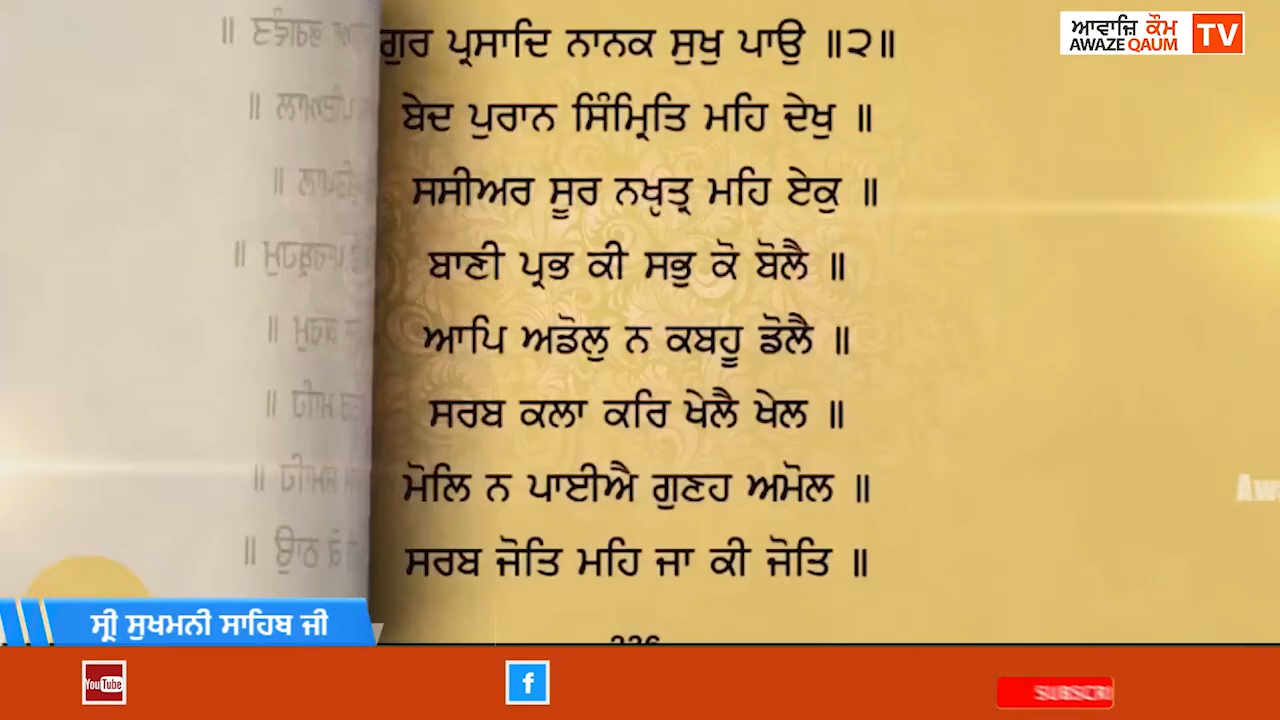 ਆਵਾਜ਼ਿ ਕੌਮ
AWAZE QAUM
TV
ਗੁਰ ਪ੍ਰਸਾਦਿ ਨਾਨਕ ਸੁਖੁ ਪਾਉ ॥੨॥
ਬੇਦ ਪੁਰਾਨ ਸਿੰਮ੍ਰਿਤਿ ਮਹਿ ਦੇਖੁ ॥
ਸਸੀਅਰ ਸੂਰ ਨਖੵਤ੍ਰ ਮਹਿ ਏਕੁ ॥
ਬਾਣੀ ਪ੍ਰਭ ਕੀ ਸਭੁ ਕੋ ਬੋਲੈ ॥
ਆਪਿ ਅਡੋਲੁ ਨ ਕਬਹੂ ਡੋਲੈ ॥
ਸਰਬ ਕਲਾ ਕਰਿ ਖੇਲੈ ਖੇਲ ॥
ਮੋਲਿ ਨ ਪਾਈਐ ਗੁਣਹ ਅਮੋਲ ॥
ਸਰਬ ਜੋਤਿ ਮਹਿ ਜਾ ਕੀ ਜੋਤਿ ॥
ਸ੍ਰੀ ਸੁਖਮਨੀ ਸਾਹਿਬ ਜੀ
YouTube
f
SUBSCRI